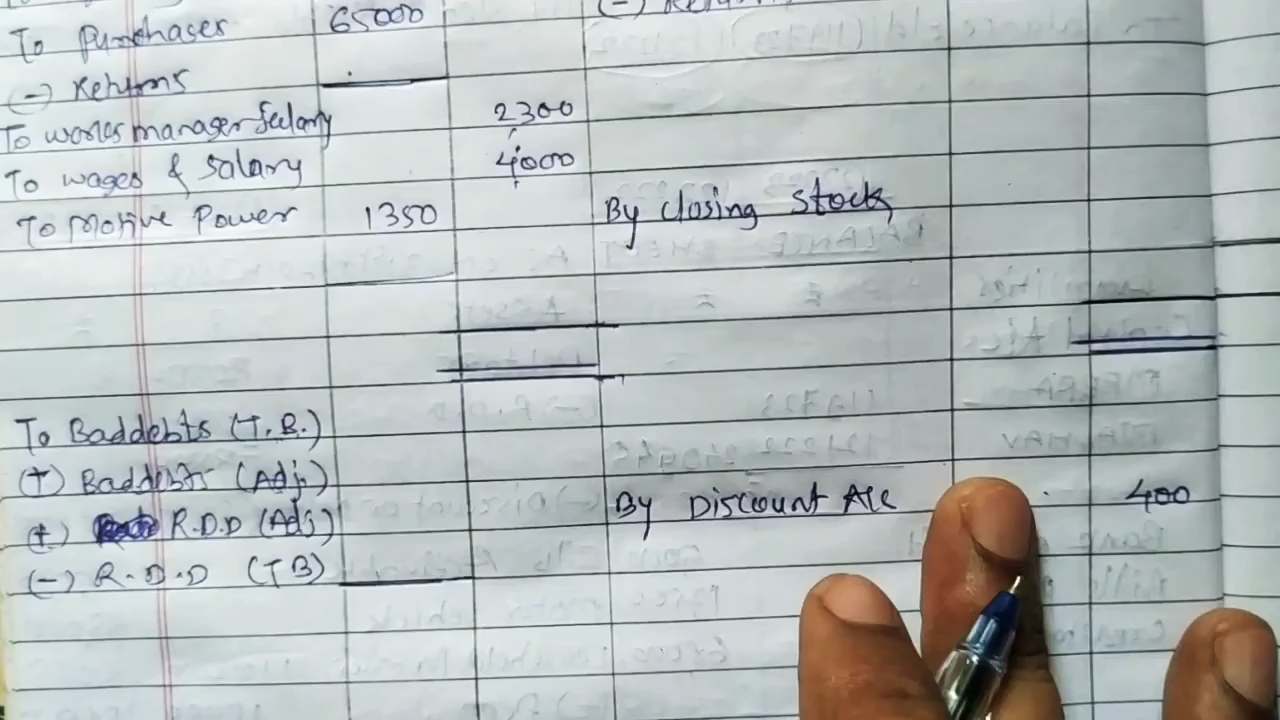 To Purchases 65000
(-) Returns
To works manager Salary 2300
To wages & Salary 4000
To Motive Power 1350 By Closing Stock
To Baddebts (T.B.)
(+) Baddebts (Adj)
By Discount A/c 400
(+) R.D.D (Adj)
(-) R.D.D (TB)